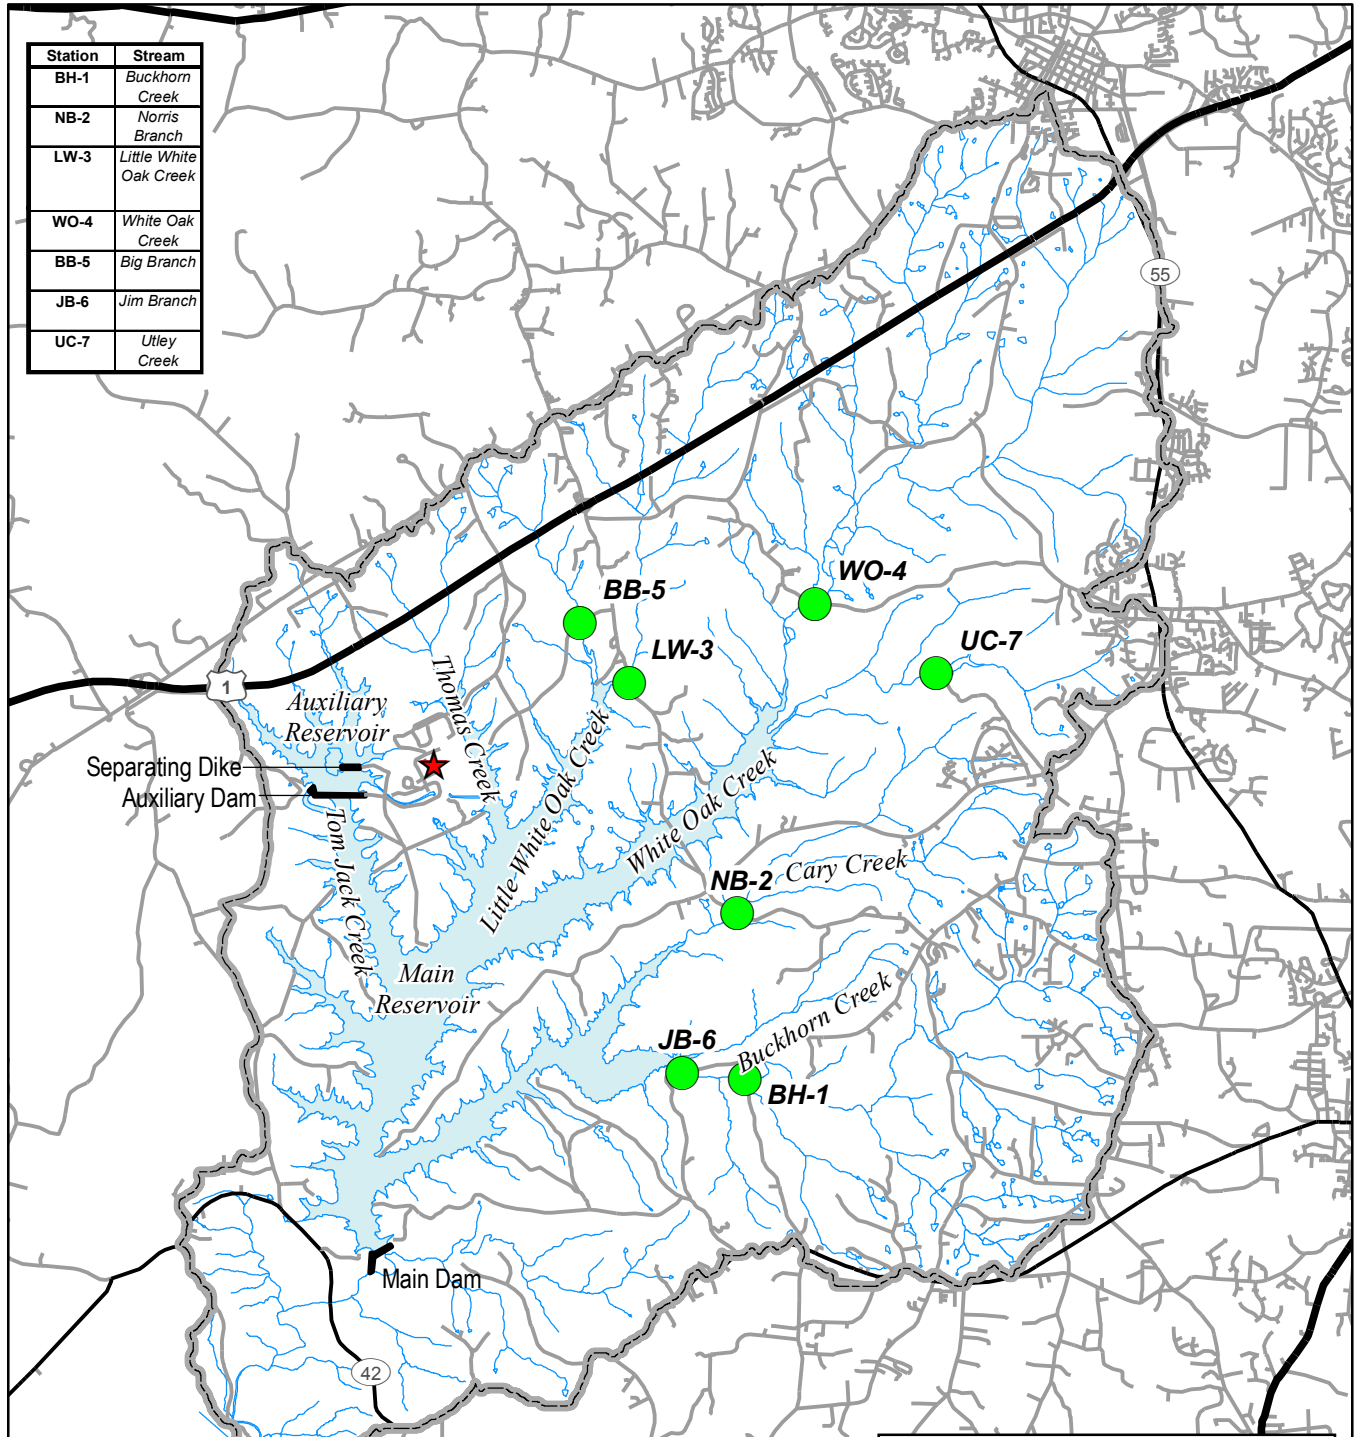 Station Stream
BH-1 Buckhorn
Creek
NB-2 Norris
Branch
LW-3 Little White
Oak Creek
WO-4 White Oak
Creek
BB-5 Big Branch
JB-6 Jim Branch
UC-7 Utley
Creek
55
WO-4
BB-5
UC-7
LW-3
1
Thomas Creek
Auxiliary
Reservoir
Separating Dike
Auxiliary Dam
Tom Jack Creek
Little White Oak Creek
White Oak Creek
NB-2
Cary Creek
Main
Reservoir
Buckhorn Creek
JB-6
BH-1
Main Dam
42